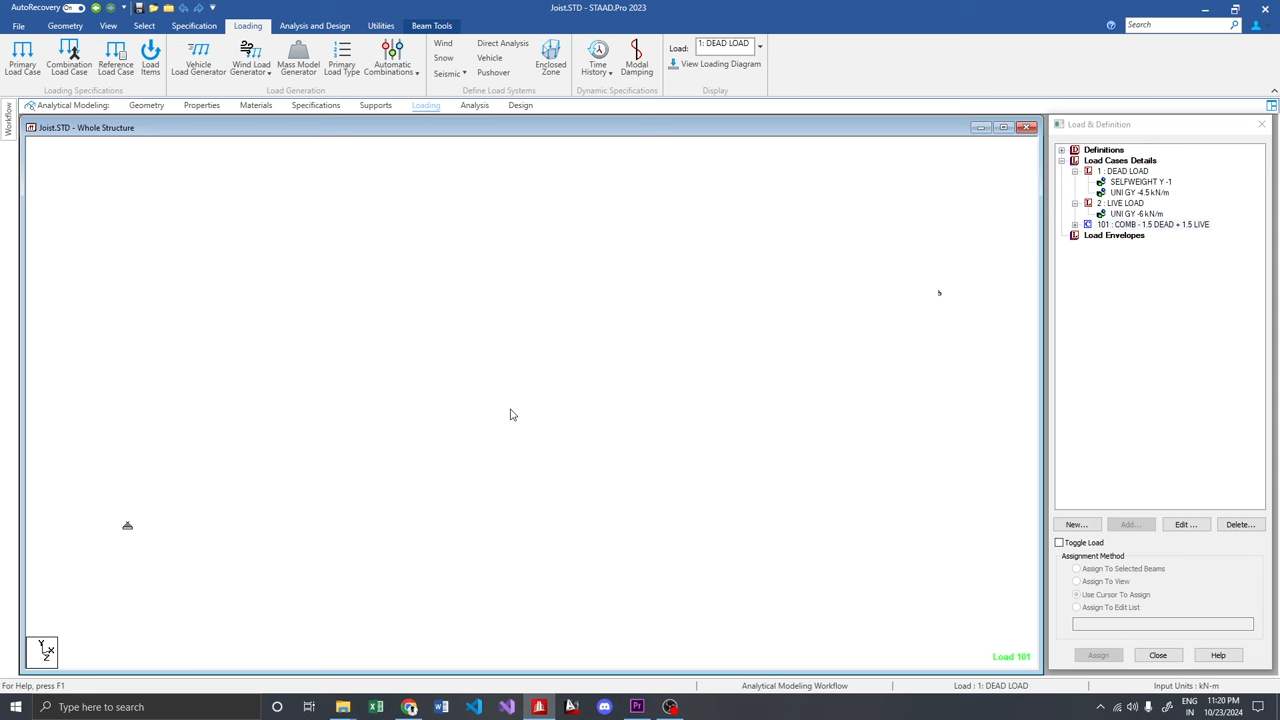 AutoRecovery On
Joist.STD - STAAD.Pro 2023
File Geometry View Select Specification Loading Analysis and Design Utilities Beam Tools
Search
Primary Load Case
Combination Load Case
Reference Load Case
Load Items
Loading Specifications
Vehicle Load Generator
Wind Load Generator
Mass Model Generator
Primary Load Type
Automatic Combinations
Load Generation
Wind
Snow
Seismic
Direct Analysis
Vehicle
Pushover
Enclosed Zone
Define Load Systems
Time History
Modal Damping
Dynamic Specifications
Load: 1: DEAD LOAD
View Loading Diagram
Display
Workflow
Analytical Modeling: Geometry Properties Materials Specifications Supports Loading Analysis Design
Joist.STD - Whole Structure
Load 101
Y
X
Z
Load & Definition
Definitions
Load Cases Details
1 : DEAD LOAD
SELFWEIGHT Y -1
UNI GY -4.5 kN/m
2 : LIVE LOAD
UNI GY -6 kN/m
101 : COMB - 1.5 DEAD + 1.5 LIVE
Load Envelopes
New... Add... Edit ... Delete...
Toggle Load
Assignment Method
Assign To Selected Beams
Assign To View
Use Cursor To Assign
Assign To Edit List
Assign Close Help
For Help, press F1
Analytical Modeling Workflow
Load : 1: DEAD LOAD
Input Units : kN-m
Type here to search
ENG
IN
11:20 PM
10/23/2024